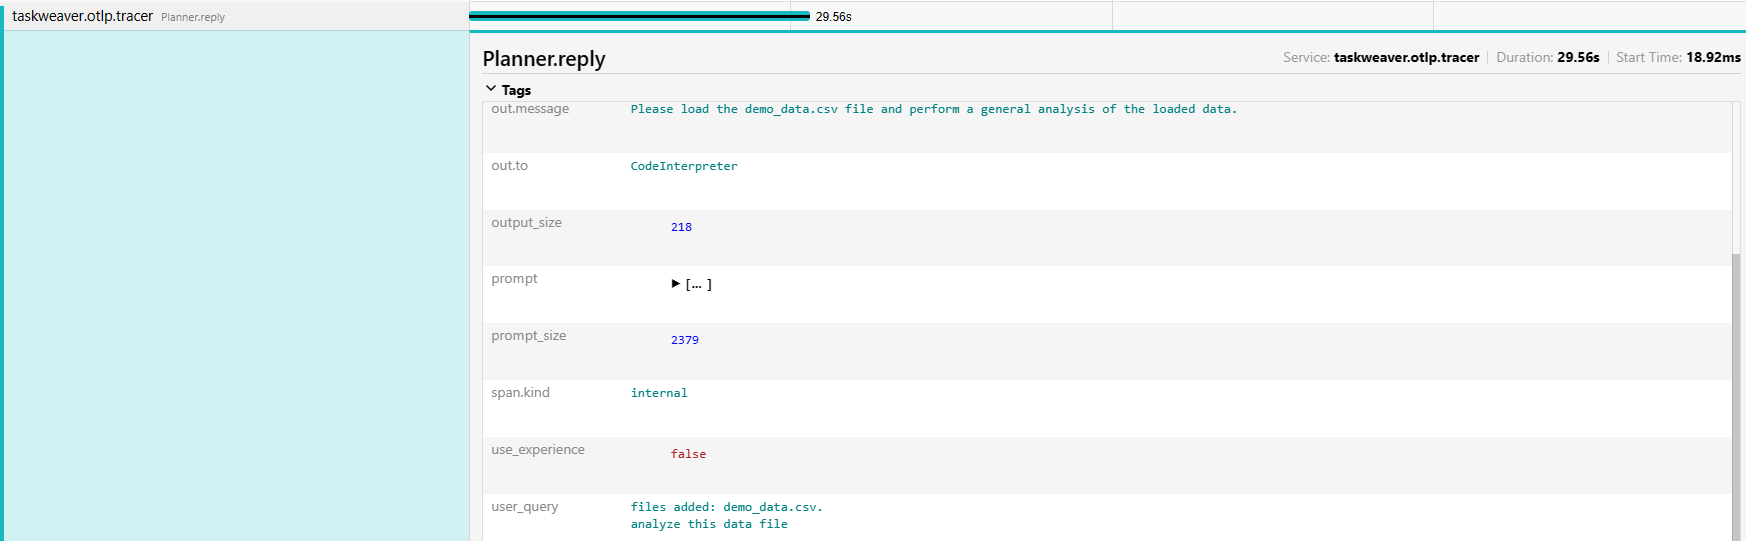 taskweaver.otlp.tracer Planner.reply 29.56s
Planner.reply Service: taskweaver.otlp.tracer Duration: 29.56s Start Time: 18.92ms
Tags
out.message Please load the demo_data.csv file and perform a general analysis of the loaded data.
out.to CodeInterpreter
output_size 218
prompt [... ]
prompt_size 2379
span.kind internal
use_experience false
user_query files added: demo_data.csv.
analyze this data file